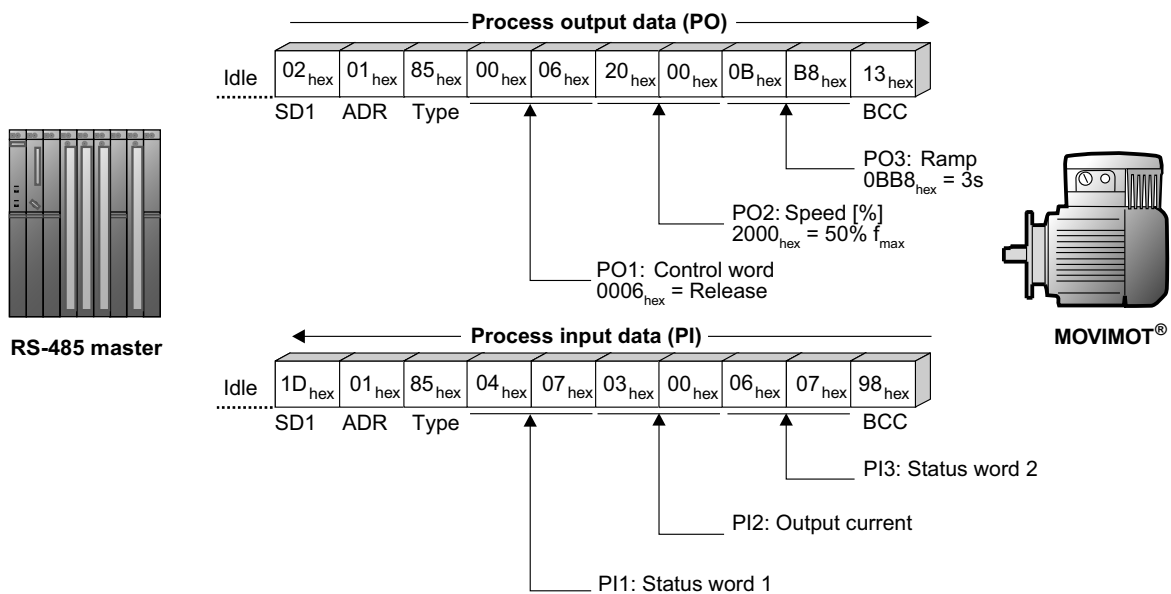 Process output data (PO)
Idle 02hex 01hex 85hex 00hex 06hex 20hex 00hex 0Bhex B8hex 13hex
SD1 ADR Type BCC
PO3: Ramp
0BB8hex = 3s
PO2: Speed [%]
2000hex = 50% fmax
PO1: Control word
0006hex = Release
RS-485 master
MOVIMOT®
Process input data (PI)
Idle 1Dhex 01hex 85hex 04hex 07hex 03hex 00hex 06hex 07hex 98hex
SD1 ADR Type BCC
PI3: Status word 2
PI2: Output current
PI1: Status word 1